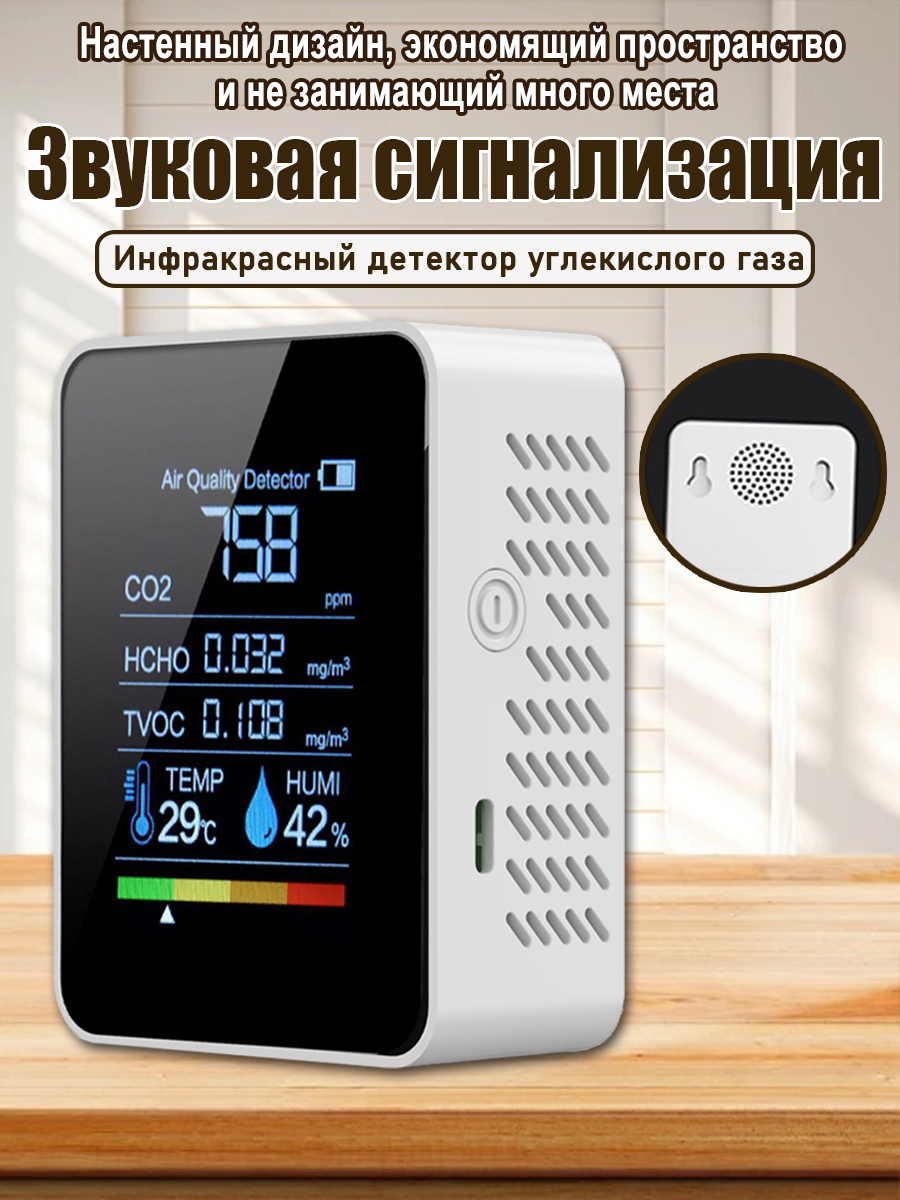 Настенный дизайн, экономящий пространство
и не занимающий много места
Звуковая сигнализация
Инфракрасный детектор углекислого газа
Air Quality Detector
758
CO2 ppm
HCHO 0.032 mg/m³
TVOC 0.108 mg/m³
TEMP HUMI
29℃ 42%